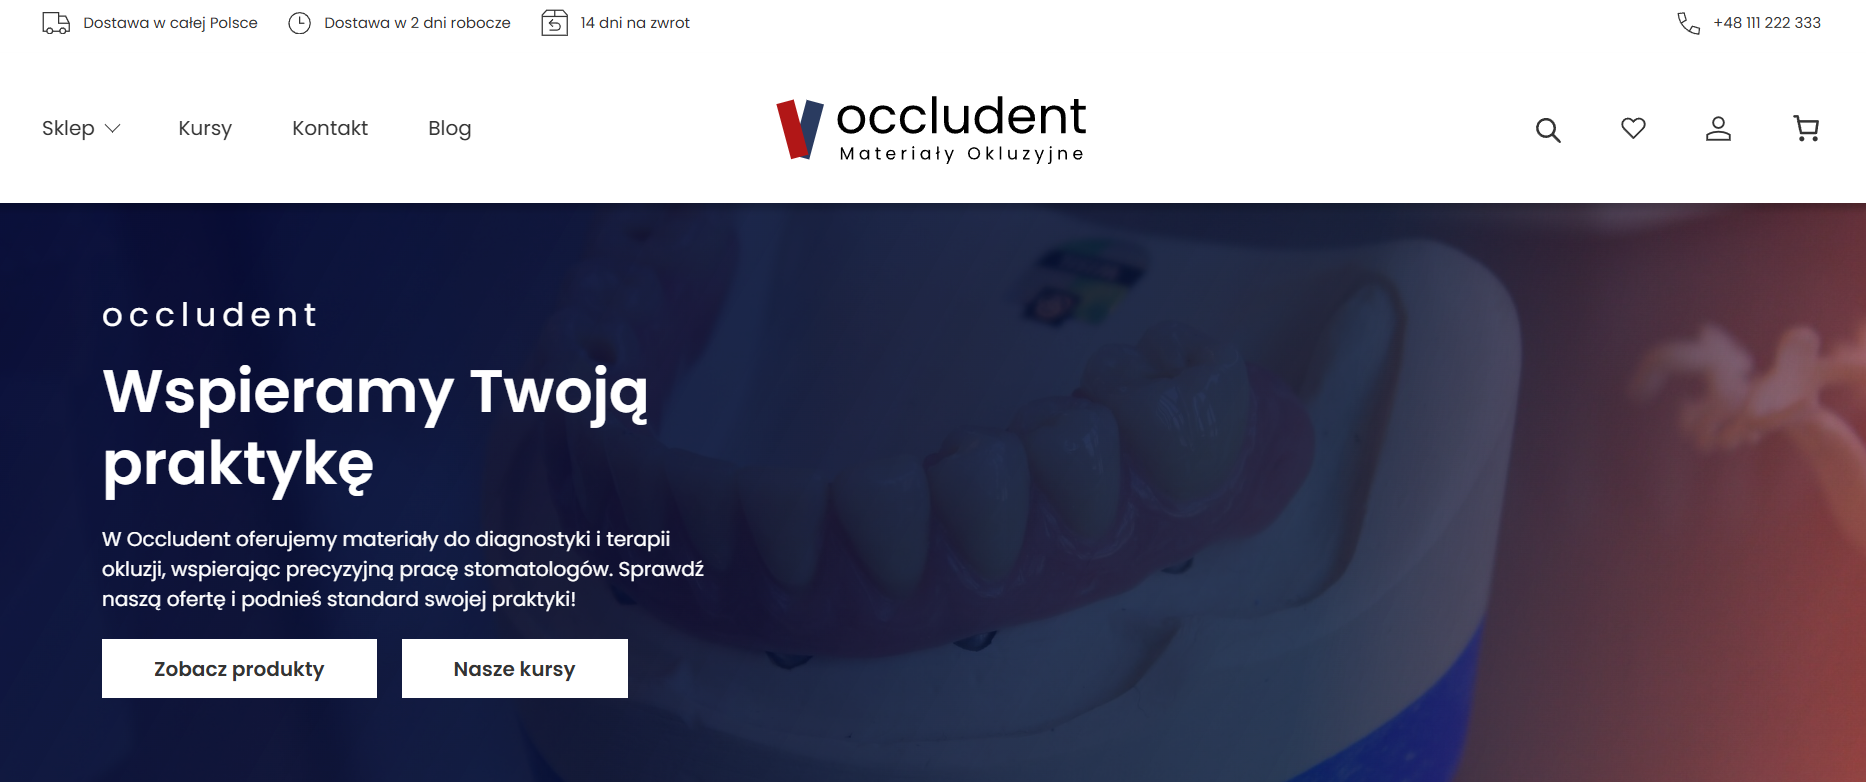 Dostawa w całej Polsce
Dostawa w 2 dni robocze
14 dni na zwrot
+48 111 222 333
Sklep
Kursy
Kontakt
Blog
occludent
Materiały Okluzyjne
occludent
Wspieramy Twoją
praktykę
W Occludent oferujemy materiały do diagnostyki i terapii
okluzji, wspierając precyzyjną pracę stomatologów. Sprawdź
naszą ofertę i podnieś standard swojej praktyki!
Zobacz produkty
Nasze kursy